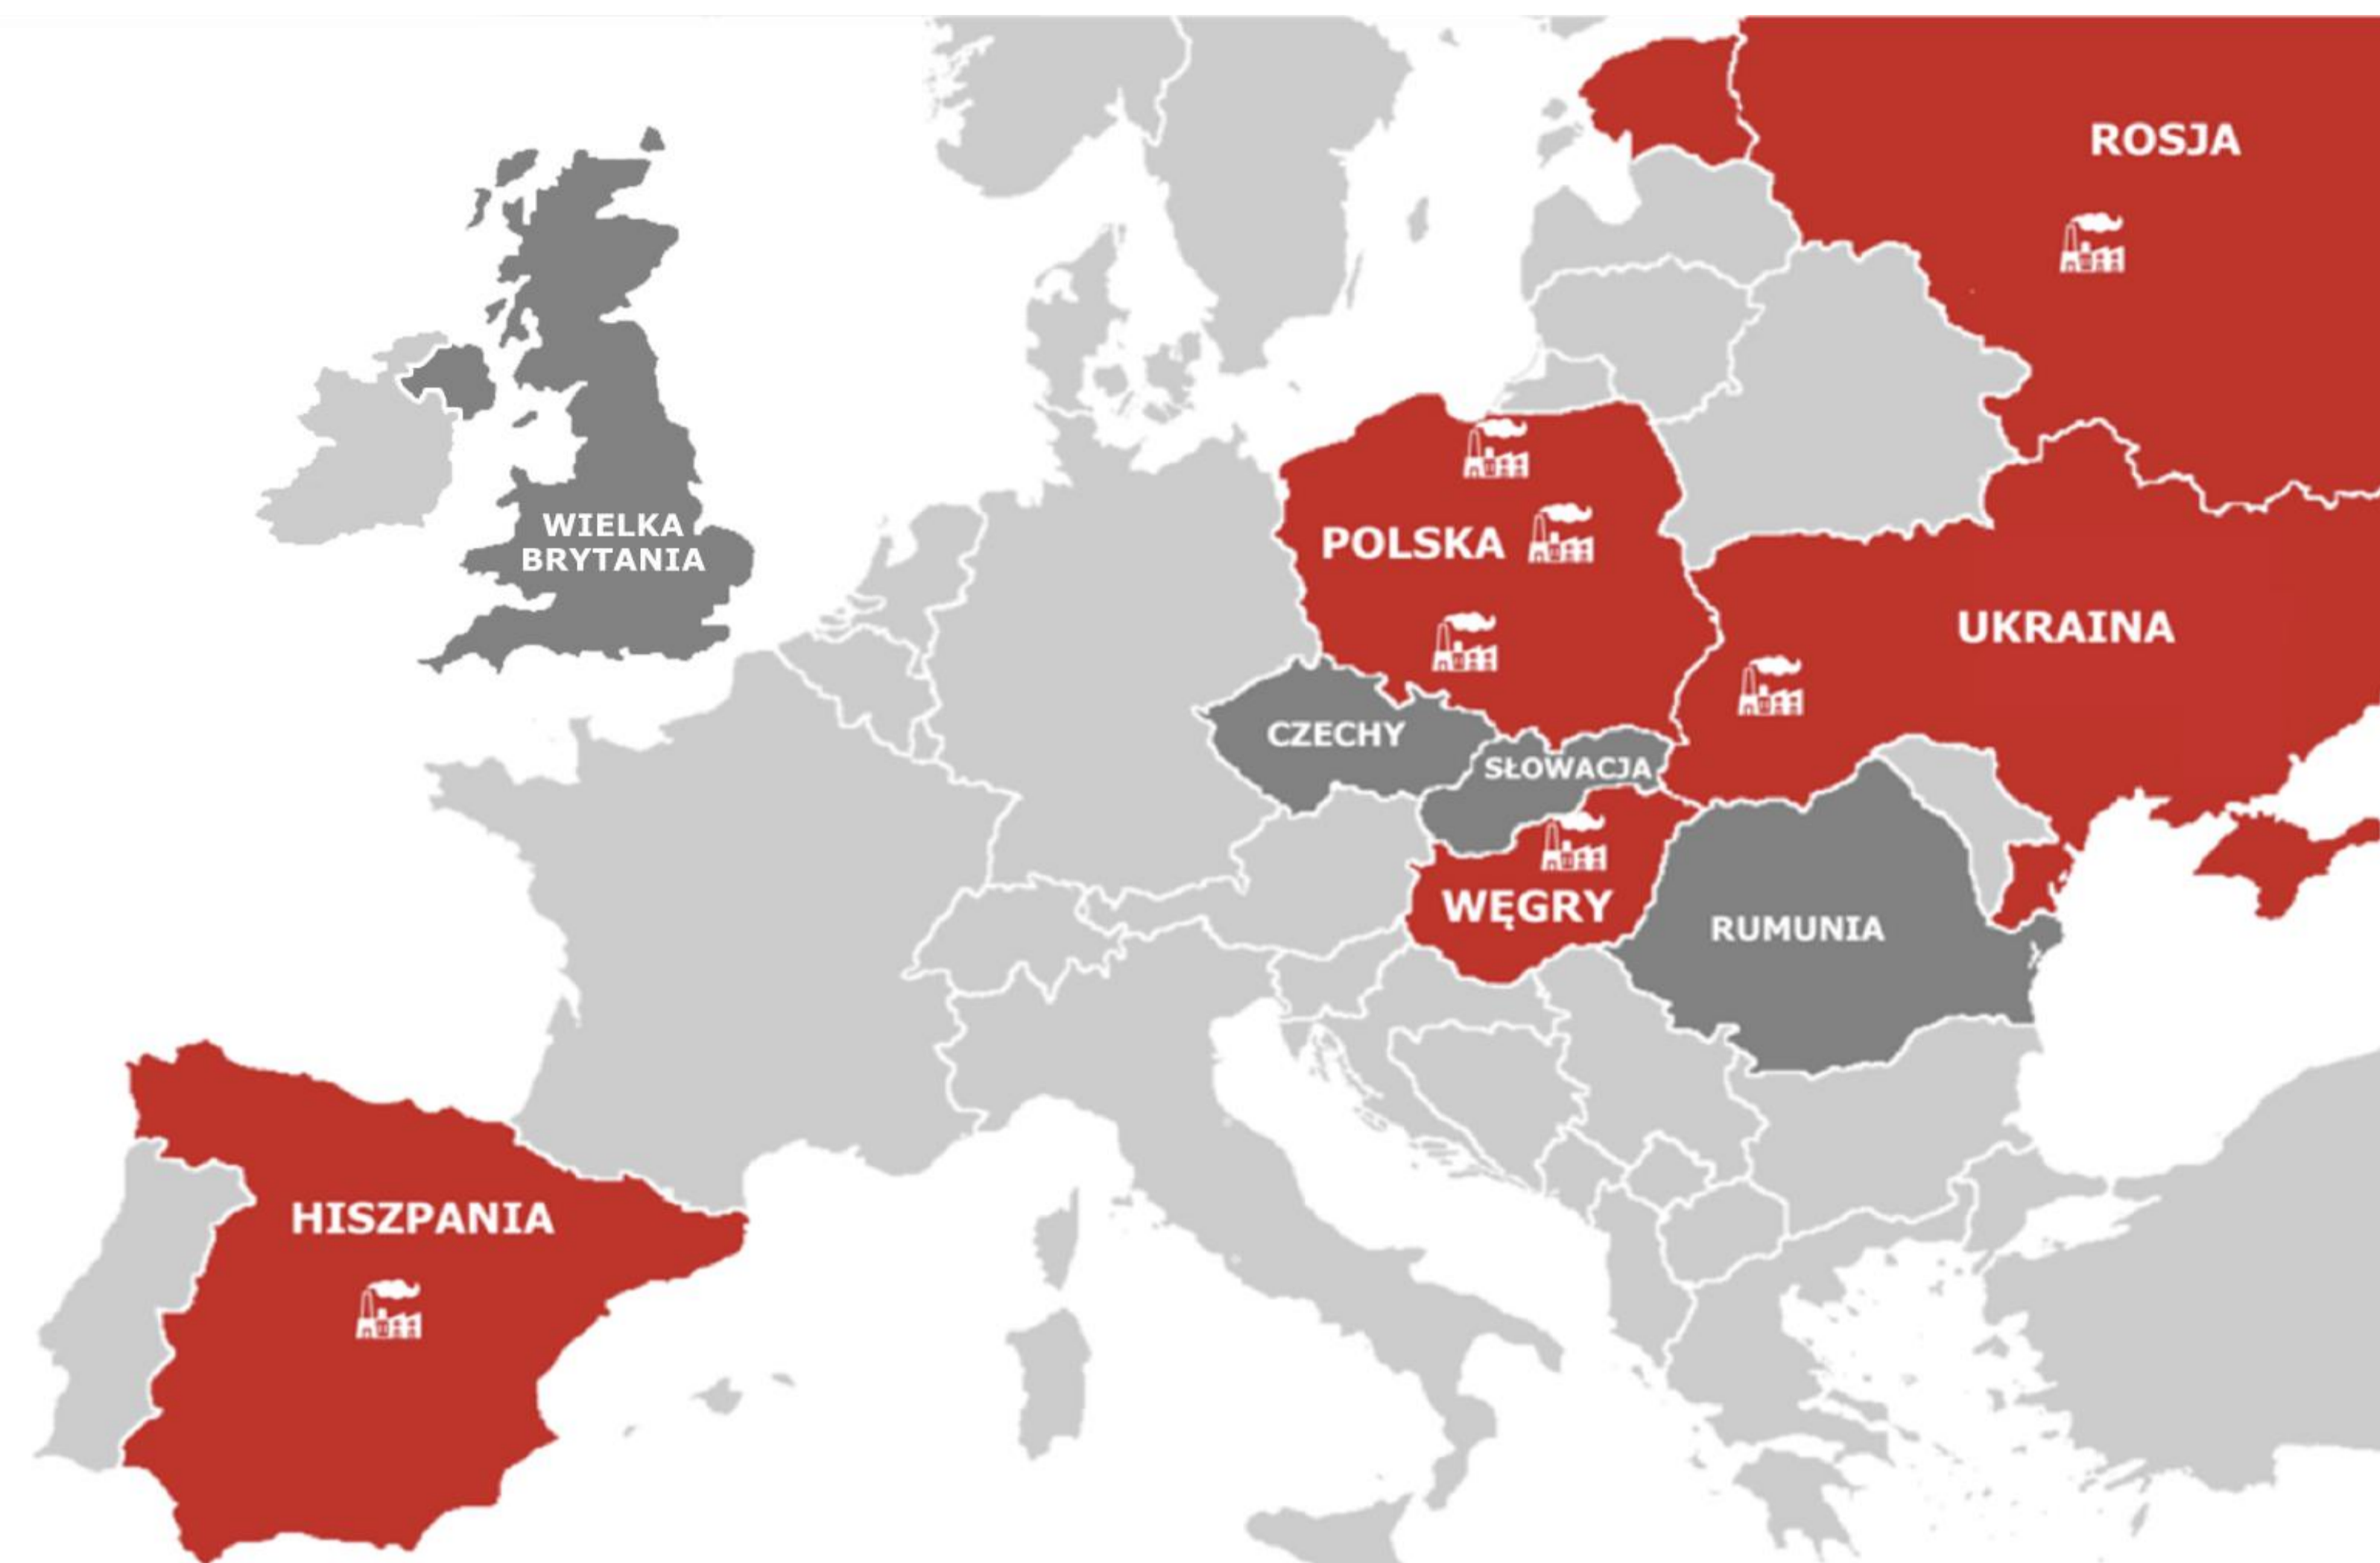 ROSJA
WIELKA
BRYTANIA
POLSKA
UKRAINA
CZECHY
SŁOWACJA
WĘGRY
RUMUNIA
HISZPANIA